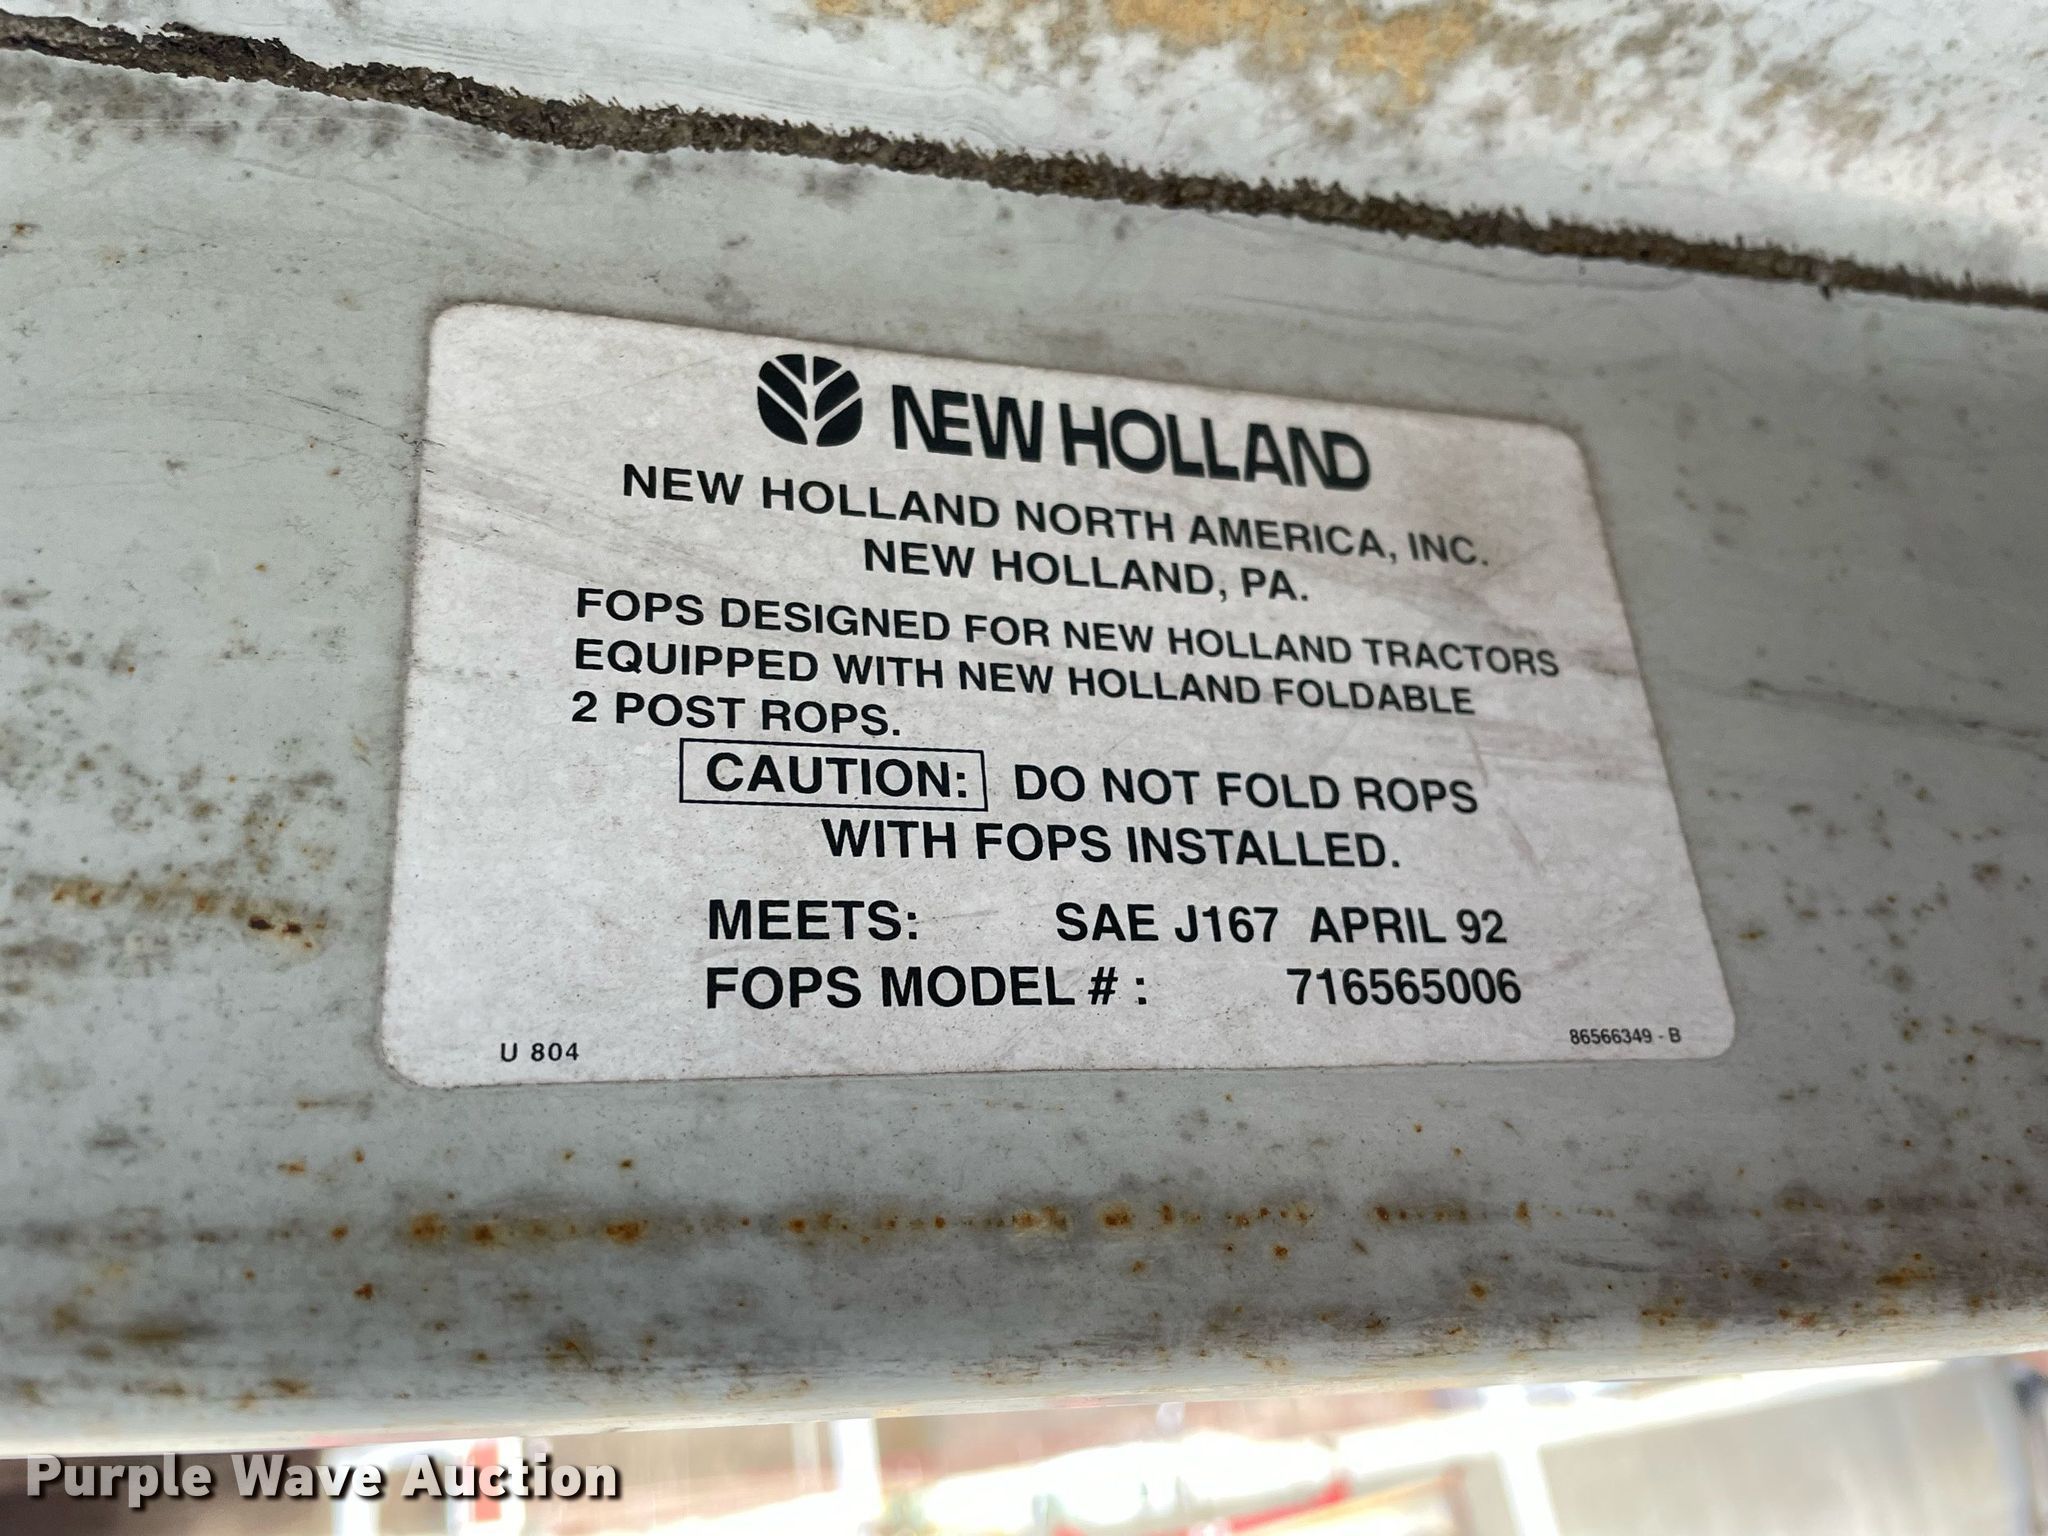 NEW HOLLAND
NEW HOLLAND NORTH AMERICA, INC.
NEW HOLLAND, PA.
FOPS DESIGNED FOR NEW HOLLAND TRACTORS
EQUIPPED WITH NEW HOLLAND FOLDABLE
2 POST ROPS.
CAUTION: DO NOT FOLD ROPS
WITH FOPS INSTALLED.
MEETS: SAE J167 APRIL 92
FOPS MODEL # : 716565006
U 804
86566349 - B
Purple Wave Auction